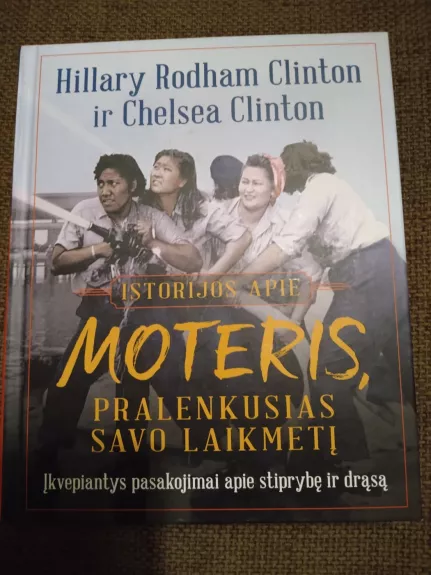 Hillary Rodham Clinton
ir Chelsea Clinton
ISTORIJOS APIE
MOTERIS,
PRALENKUSIAS
SAVO LAIKMETĮ
Įkvepiantys pasakojimai apie stiprybę ir drąsą